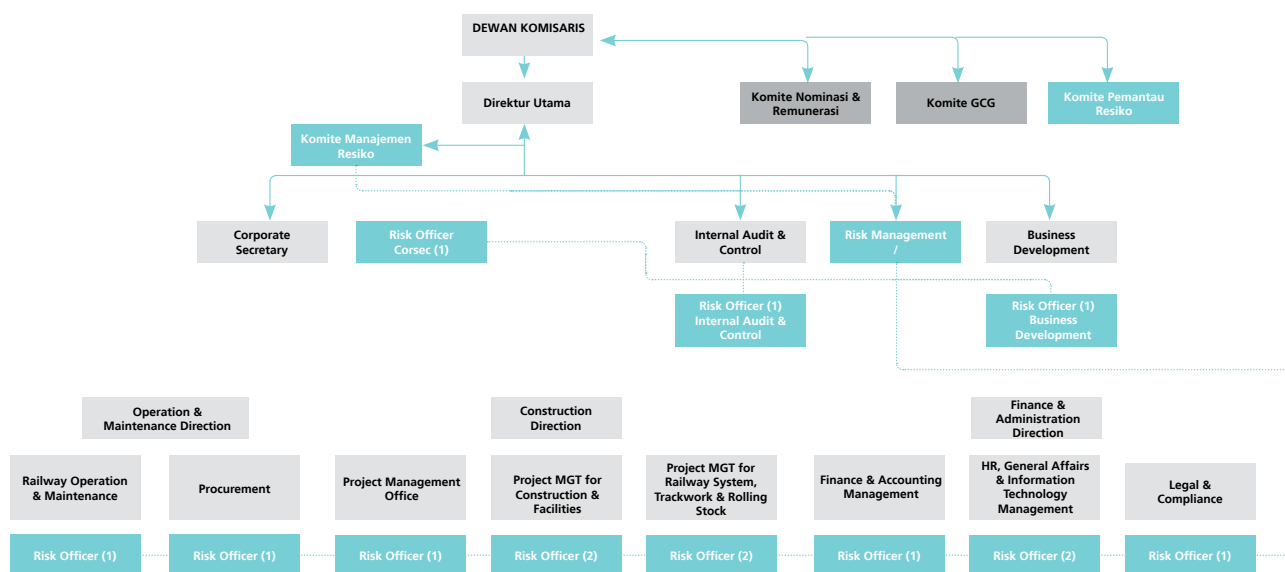 DEWAN KOMISARIS
Direktur Utama
Komite Nominasi &
Remunerasi
Komite GCG
Komite Pemantau
Resiko
Komite Manajemen
Resiko
Corporate
Secretary
Risk Officer
Corsec (1)
Internal Audit &
Control
Risk Management
/
Business
Development
Risk Officer (1)
Internal Audit &
Control
Risk Officer (1)
Business
Development
Operation &
Maintenance Direction
Construction
Direction
Finance &
Administration
Direction
Railway Operation
& Maintenance
Procurement
Project Management
Office
Project MGT for
Construction &
Facilities
Project MGT for
Railway System,
Trackwork & Rolling
Stock
Finance & Accounting
Management
HR, General Affairs
& Information
Technology
Management
Legal &
Compliance
Risk Officer (1)
Risk Officer (1)
Risk Officer (1)
Risk Officer (2)
Risk Officer (2)
Risk Officer (1)
Risk Officer (2)
Risk Officer (1)